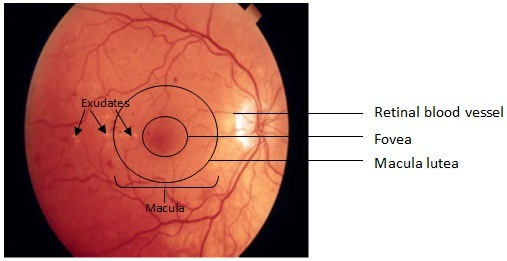 Exudates
Retinal blood vessel
Fovea
Macula lutea
Macula